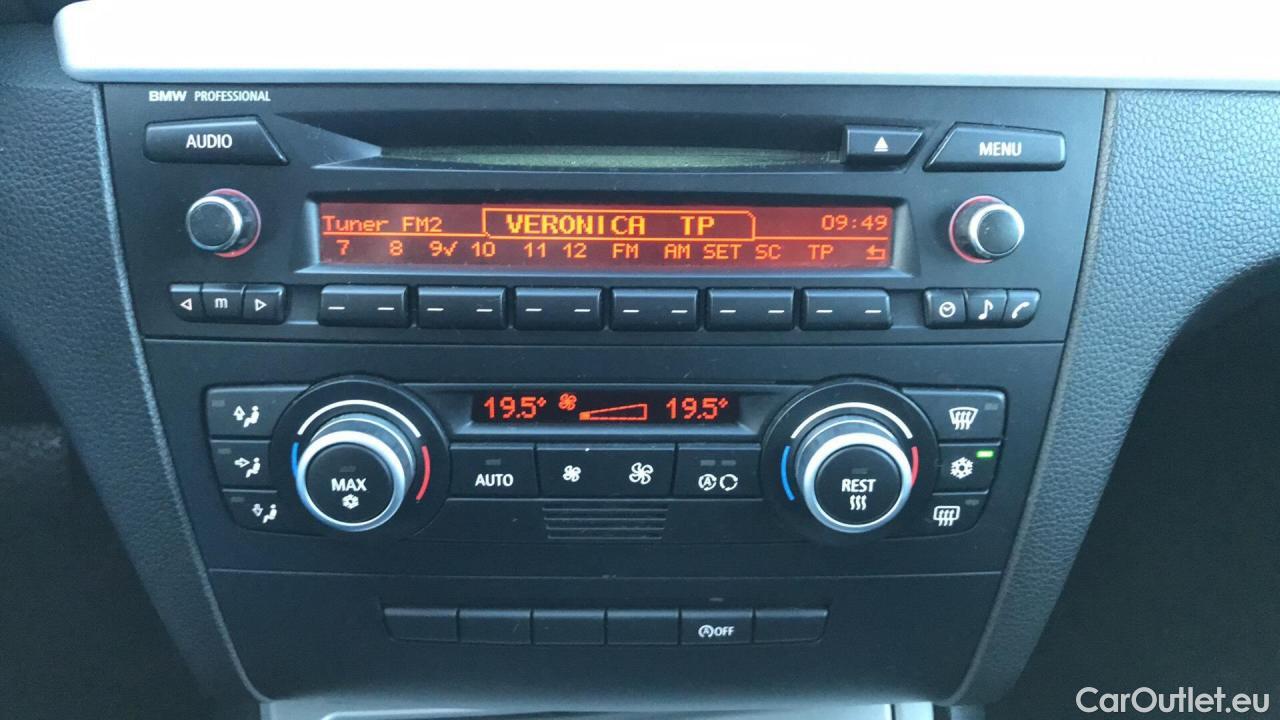 BMW PROFESSIONAL
AUDIO
MENU
Tuner FM2 VERONICA TP 09:49
7 8 9√ 10 11 12 FM AM SET SC TP
m
19.5° 19.5°
MAX
AUTO
A
REST
A OFF
CarOutlet.eu